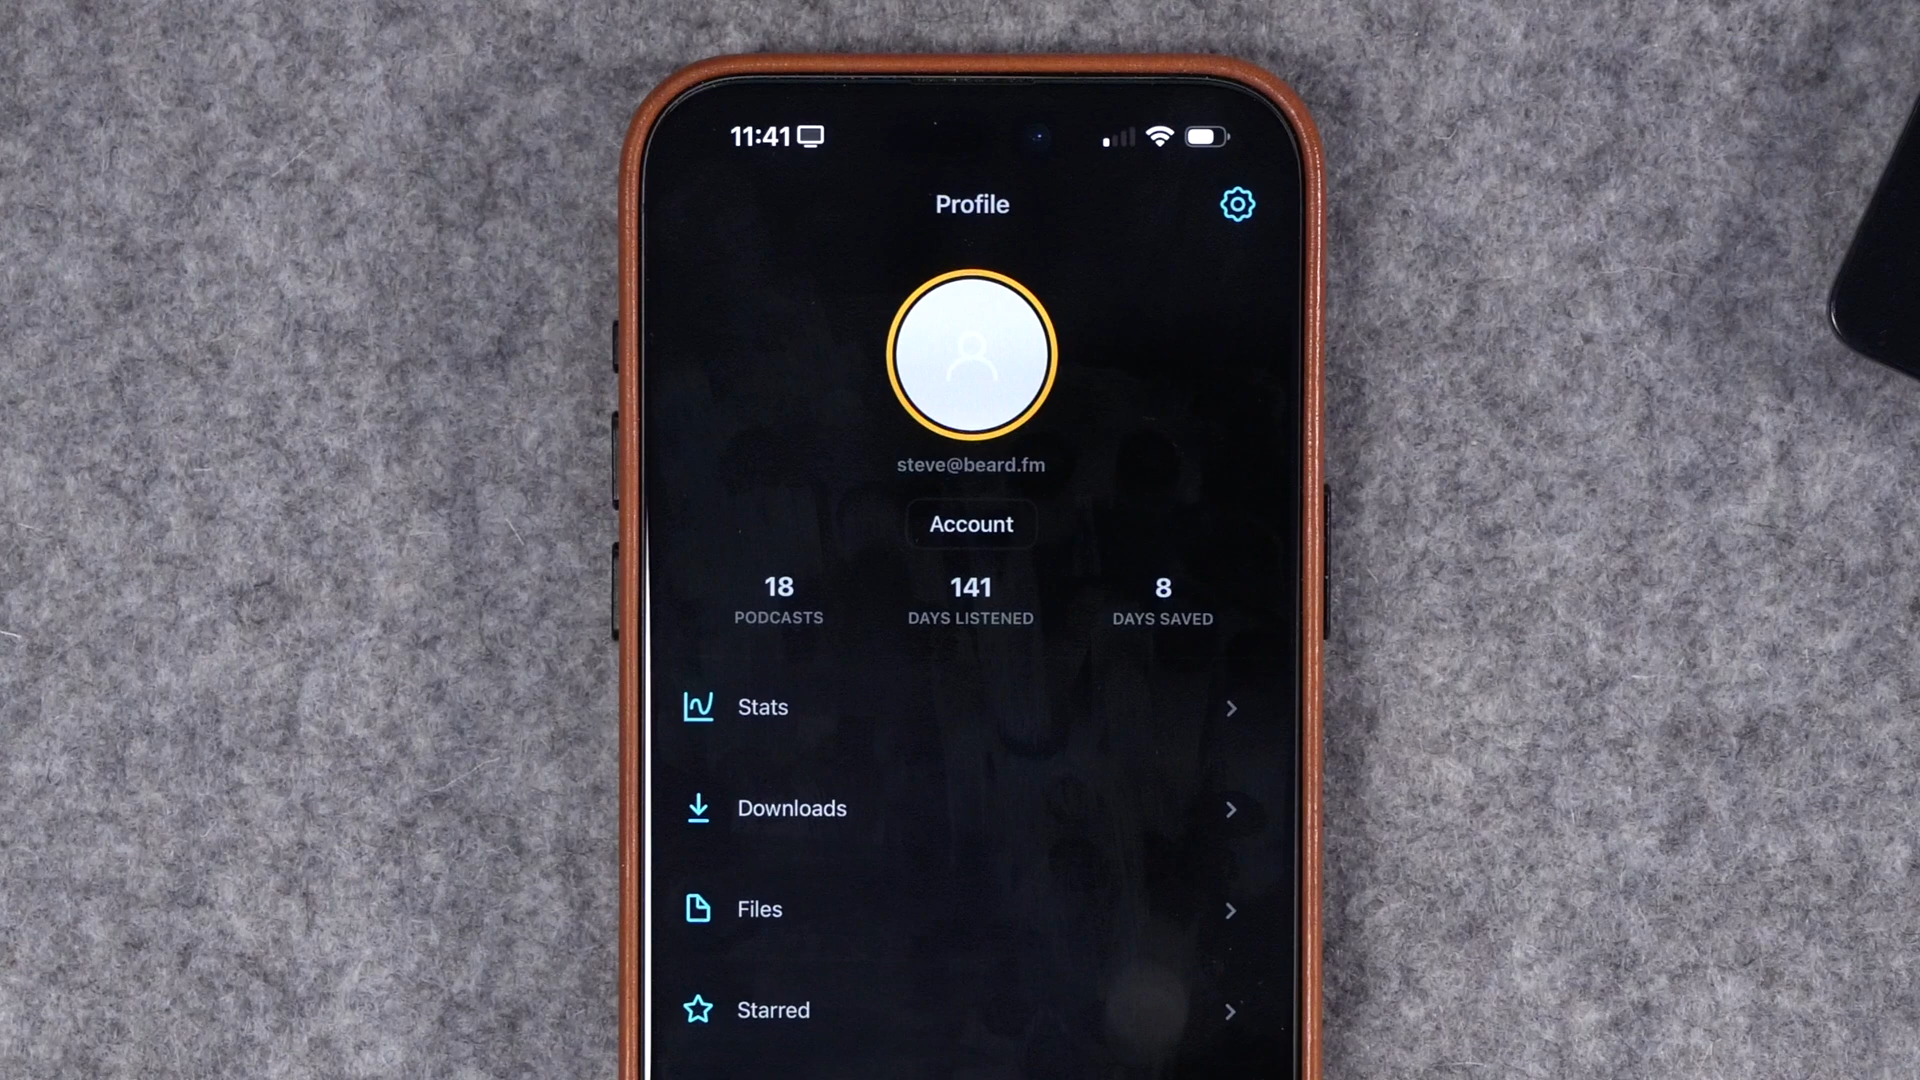 11:41
Profile
steve@beard.fm
Account
18 141 8
PODCASTS DAYS LISTENED DAYS SAVED
Stats
Downloads
Files
Starred